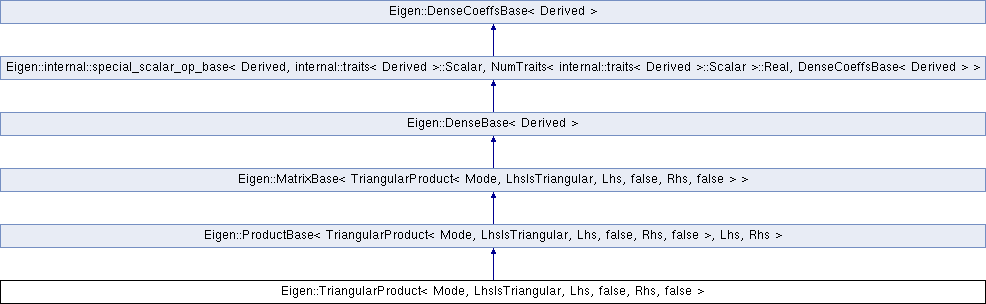 Eigen::DenseCoeffsBase< Derived >
Eigen::internal::special_scalar_op_base< Derived, internal::traits< Derived >::Scalar, NumTraits< internal::traits< Derived >::Scalar >::Real, DenseCoeffsBase< Derived > >
Eigen::DenseBase< Derived >
Eigen::MatrixBase< TriangularProduct< Mode, LhsIsTriangular, Lhs, false, Rhs, false > >
Eigen::ProductBase< TriangularProduct< Mode, LhsIsTriangular, Lhs, false, Rhs, false >, Lhs, Rhs >
Eigen::TriangularProduct< Mode, LhsIsTriangular, Lhs, false, Rhs, false >